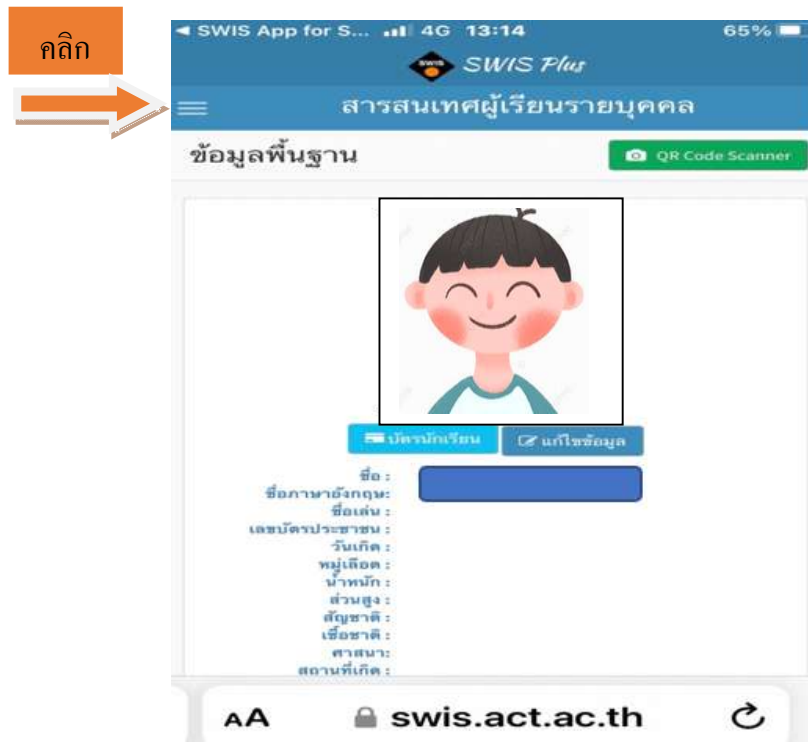 คลิก
◀ SWIS App for S... 4G 13:14 65%
SWIS SWIS Plus
สารสนเทศผู้เรียนรายบุคคล
ข้อมูลพื้นฐาน QR Code Scanner
บัตรนักเรียน แก้ไขข้อมูล
ชื่อ :
ชื่อภาษาอังกฤษ:
ชื่อเล่น :
เลขบัตรประชาชน :
วันเกิด :
หมู่เลือด :
น้ำหนัก :
ส่วนสูง :
สัญชาติ :
เชื้อชาติ :
ศาสนา:
สถานที่เกิด :
AA swis.act.ac.th